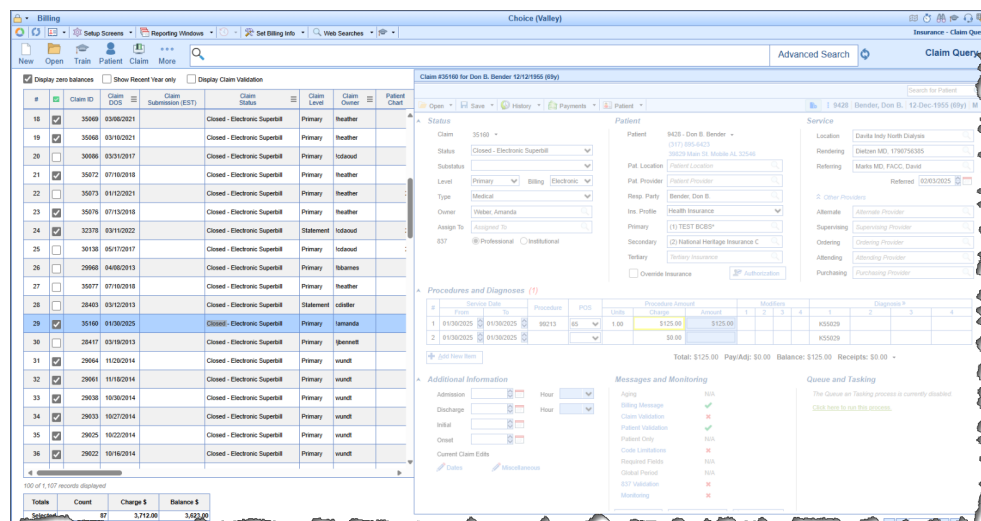 Billing
Choice (Valley)
Setup Screens
Reporting Windows
Set Billing Info
Web Searches
Insurance - Claim Que
New
Open
Train
Patient
Claim
More
Advanced Search
Claim Query
Display zero balances
Show Recent Year only
Display Claim Validation
# Claim ID Claim DOS Claim Submission (EST) Claim Status Claim Level Claim Owner Patient Chart
18 35069 03/08/2021 Closed - Electronic Superbill Primary !heather
19 35068 03/10/2021 Closed - Electronic Superbill Primary !heather
20 30086 03/31/2017 Closed - Electronic Superbill Primary !cdaoud
21 35072 07/10/2018 Closed - Electronic Superbill Primary !heather
22 35073 01/12/2021 Closed - Electronic Superbill Primary !heather
23 35076 07/13/2018 Closed - Electronic Superbill Primary !heather
24 32378 03/11/2022 Closed - Electronic Superbill Statement !cdaoud
25 30138 05/17/2017 Closed - Electronic Superbill Primary !cdaoud
26 29968 04/08/2013 Closed - Electronic Superbill Primary !bbarnes
27 35077 07/10/2018 Closed - Electronic Superbill Primary !heather
28 28403 03/12/2013 Closed - Electronic Superbill Statement cdistler
29 35160 01/30/2025 Closed - Electronic Superbill Primary !amanda
30 28417 03/19/2013 Closed - Electronic Superbill Primary !jbennett
31 29064 11/20/2014 Closed - Electronic Superbill Primary wundt
32 29061 11/18/2014 Closed - Electronic Superbill Primary wundt
33 29038 10/30/2014 Closed - Electronic Superbill Primary wundt
34 29033 10/27/2014 Closed - Electronic Superbill Primary wundt
35 29025 10/22/2014 Closed - Electronic Superbill Primary wundt
36 29022 10/16/2014 Closed - Electronic Superbill Primary wundt
100 of 1,107 records displayed
Totals Count Charge $ Balance $
Selected 87 3,712.00 3,623.00
Claim #35160 for Don B. Bender 12/12/1955 (69y)
Search for Patient
Open
Save
History
Payments
Patient
9428 | Bender, Don B. | 12-Dec-1955 (69y) | M
Status
Claim 35160
Status Closed - Electronic Superbill
Substatus
Level Primary Billing Electronic
Type Medical
Owner Weber, Amanda
Assign To Assigned To
837 Professional Institutional
Patient
Patient 9428 - Don B. Bender
Pat. Location Patient Location
Pat. Provider Patient Provider
Resp. Party Bender, Don B.
Ins. Profile Health Insurance
Primary (1) TEST BCBS*
Secondary (2) National Heritage Insurance C
Tertiary Tertiary Insurance
Override Insurance Authorization
Service
Location Davita Indy North Dialysis
Rendering Dietzen MD, 1790756385
Referring Marks MD, FACC, David
Referred 02/03/2025
Other Providers
Alternate Alternate Provider
Supervising Supervising Provider
Ordering Ordering Provider
Attending Attending Provider
Purchasing Purchasing Provider
Procedures and Diagnoses (1)
# Service Date Procedure POS Procedure Amount Modifiers Diagnoses
From To Units Charge Amount 1 2 3 4 1 2 3 4
1 01/30/2025 01/30/2025 99213 1.00 $125.00 $125.00 K55029
2 01/30/2025 01/30/2025 $0.00 K55029
Add New Item
Total: $125.00 Pay/Adj: $0.00 Balance: $125.00 Receipts: $0.00
Additional Information
Admission Hour
Discharge Hour
Initial
Onset
Current Claim Edits
Dates
Miscellaneous
Messages and Monitoring
Aging N/A
Billing Message
Claim Validation
Patient Validation
Patient Only N/A
Code Limitations
Required Fields N/A
Global Period N/A
837 Validation
Monitoring
Queue and Tasking
The Queue an Tasking process is currently disabled
Click here to run this process.